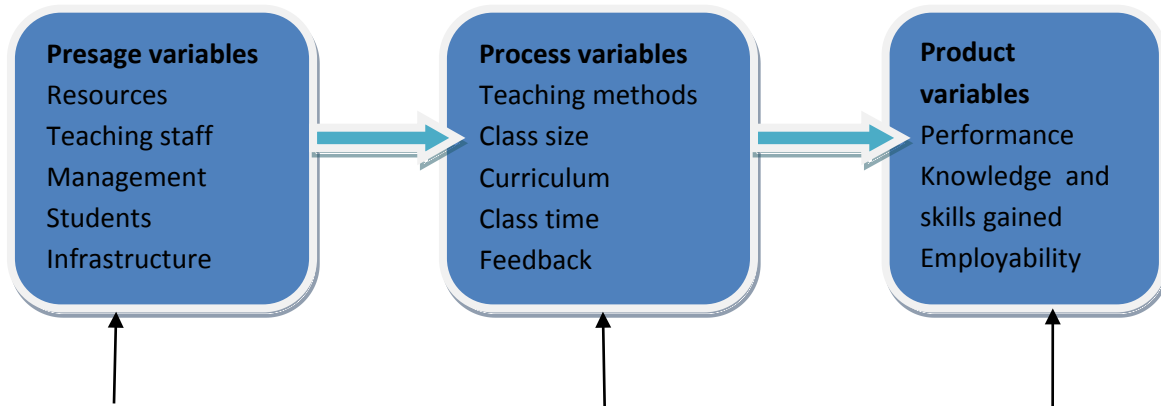 Presage variables
Resources
Teaching staff
Management
Students
Infrastructure
Process variables
Teaching methods
Class size
Curriculum
Class time
Feedback
Product
variables
Performance
Knowledge and
skills gained
Employability